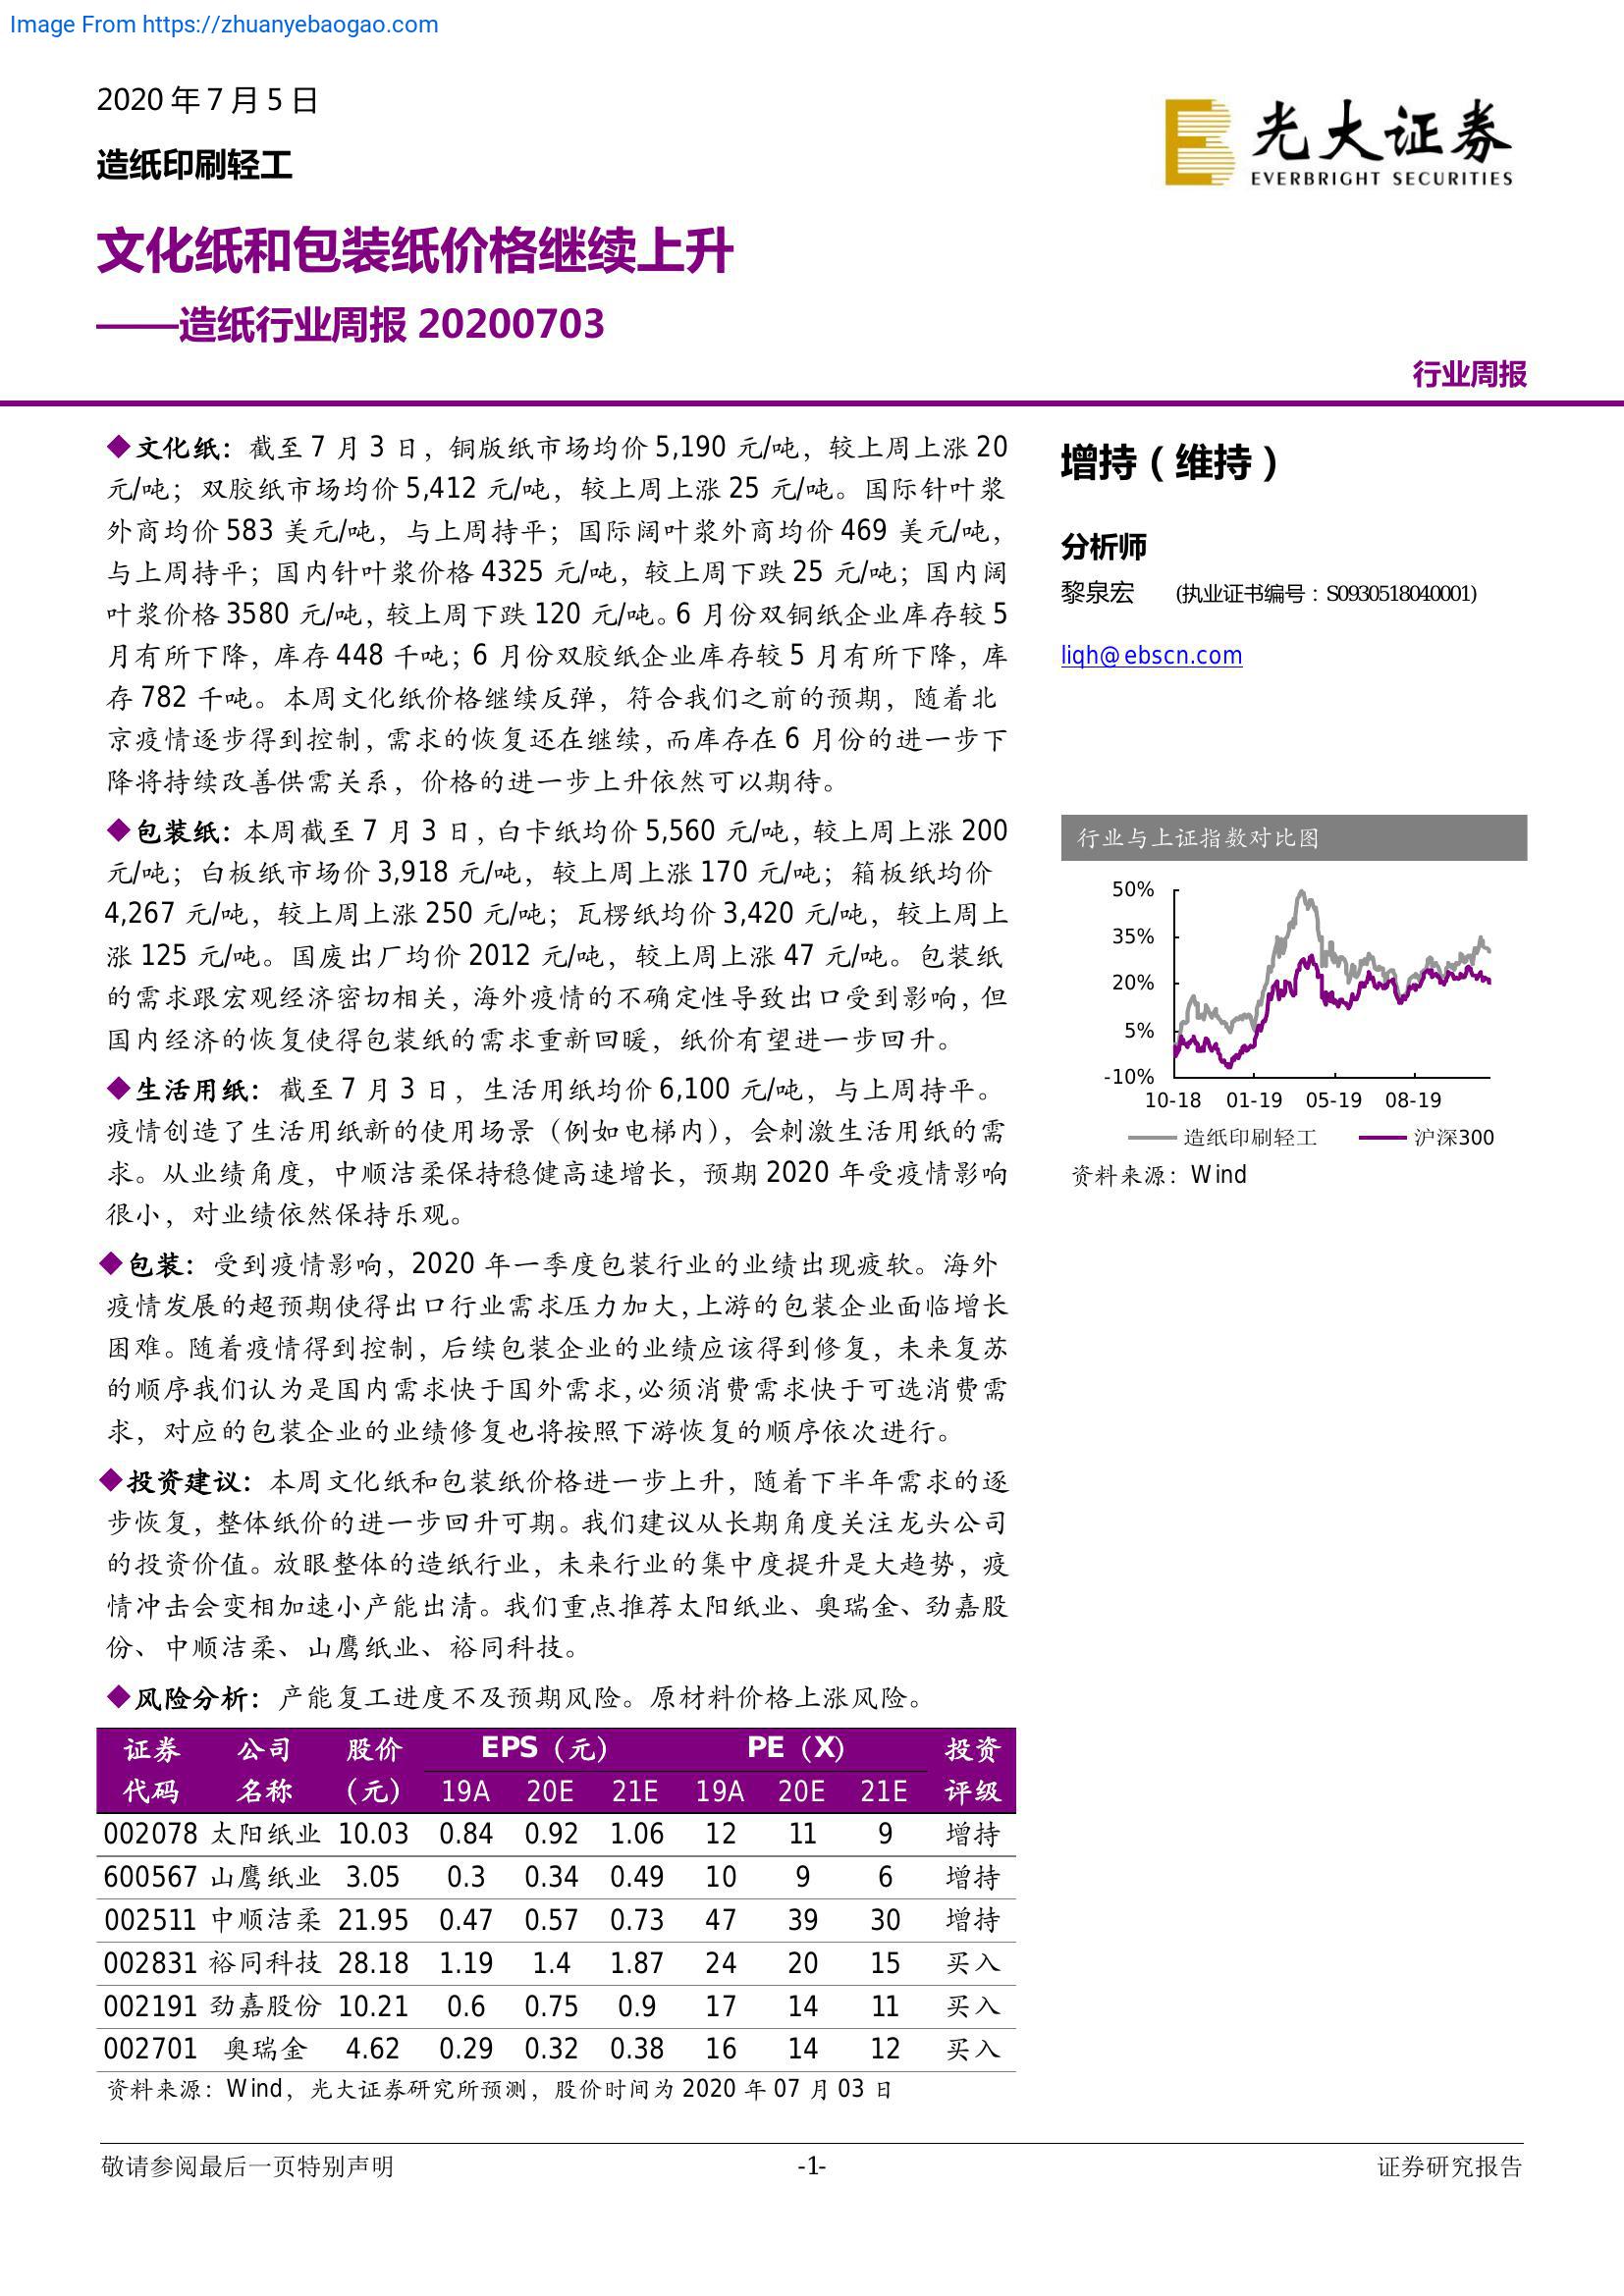 Image From https://zhuanyebaogao.com
2020 年 7 月 5 日
造纸印刷轻工
光大证券
EVERBRIGHT SECURITIES
文化纸和包装纸价格继续上升
——造纸行业周报 20200703
行业周报
◆文化纸：截至 7 月 3 日，铜版纸市场均价 5,190 元/吨，较上周上涨 20
元/吨；双胶纸市场均价 5,412 元/吨，较上周上涨 25 元/吨。国际针叶浆
外商均价 583 美元/吨，与上周持平；国际阔叶浆外商均价 469 美元/吨，
与上周持平；国内针叶浆价格 4325 元/吨，较上周下跌 25 元/吨；国内阔
叶浆价格 3580 元/吨，较上周下跌 120 元/吨。6 月份双铜纸企业库存较 5
月有所下降，库存 448 千吨；6 月份双胶纸企业库存较 5 月有所下降，库
存 782 千吨。本周文化纸价格继续反弹，符合我们之前的预期，随着北
京疫情逐步得到控制，需求的恢复还在继续，而库存在 6 月份的进一步下
降将持续改善供需关系，价格的进一步上升依然可以期待。
◆包装纸：本周截至 7 月 3 日，白卡纸均价 5,560 元/吨，较上周上涨 200
元/吨；白板纸市场价 3,918 元/吨，较上周上涨 170 元/吨；箱板纸均价
4,267 元/吨，较上周上涨 250 元/吨；瓦楞纸均价 3,420 元/吨，较上周上
涨 125 元/吨。国废出厂均价 2012 元/吨，较上周上涨 47 元/吨。包装纸
的需求跟宏观经济密切相关，海外疫情的不确定性导致出口受到影响，但
国内经济的恢复使得包装纸的需求重新回暖，纸价有望进一步回升。
◆生活用纸：截至 7 月 3 日，生活用纸均价 6,100 元/吨，与上周持平。
疫情创造了生活用纸新的使用场景（例如电梯内），会刺激生活用纸的需
求。从业绩角度，中顺洁柔保持稳健高速增长，预期 2020 年受疫情影响
很小，对业绩依然保持乐观。
◆包装：受到疫情影响，2020 年一季度包装行业的业绩出现疲软。海外
疫情发展的超预期使得出口行业需求压力加大，上游的包装企业面临增长
困难。随着疫情得到控制，后续包装企业的业绩应该得到修复，未来复苏
的顺序我们认为是国内需求快于国外需求，必须消费需求快于可选消费需
求，对应的包装企业的业绩修复也将按照下游恢复的顺序依次进行。
◆投资建议：本周文化纸和包装纸价格进一步上升，随着下半年需求的逐
步恢复，整体纸价的进一步回升可期。我们建议从长期角度关注龙头公司
的投资价值。放眼整体的造纸行业，未来行业的集中度提升是大趋势，疫
情冲击会变相加速小产能出清。我们重点推荐太阳纸业、奥瑞金、劲嘉股
份、中顺洁柔、山鹰纸业、裕同科技。
◆风险分析：产能复工进度不及预期风险。原材料价格上涨风险。
证券 公司 股价 EPS（元） PE（X） 投资
代码 名称 （元） 19A 20E 21E 19A 20E 21E 评级
002078 太阳纸业 10.03 0.84 0.92 1.06 12 11 9 增持
600567 山鹰纸业 3.05 0.3 0.34 0.49 10 9 6 增持
002511 中顺洁柔 21.95 0.47 0.57 0.73 47 39 30 增持
002831 裕同科技 28.18 1.19 1.4 1.87 24 20 15 买入
002191 劲嘉股份 10.21 0.6 0.75 0.9 17 14 11 买入
002701 奥瑞金 4.62 0.29 0.32 0.38 16 14 12 买入
资料来源：Wind，光大证券研究所预测，股价时间为 2020 年 07 月 03 日
增持（维持）
分析师
黎泉宏 (执业证书编号：S0930518040001)
liqh@ebscn.com
行业与上证指数对比图
50%
35%
20%
5%
-10%
10-18 01-19 05-19 08-19
造纸印刷轻工 沪深300
资料来源：Wind
敬请参阅最后一页特别声明 -1- 证券研究报告